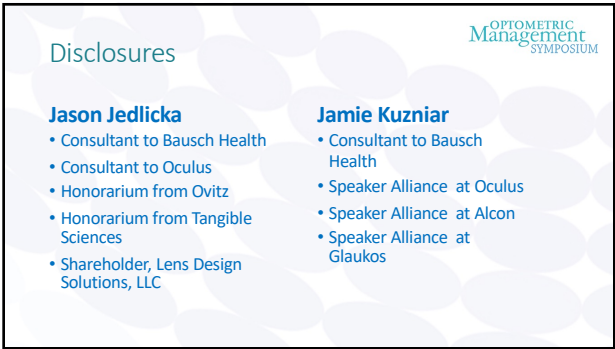 OPTOMETRIC
Management
SYMPOSIUM
Disclosures
Jason Jedlicka
• Consultant to Bausch Health
• Consultant to Oculus
• Honorarium from Ovitz
• Honorarium from Tangible
Sciences
• Shareholder, Lens Design
Solutions, LLC
Jamie Kuzniar
• Consultant to Bausch
Health
• Speaker Alliance at Oculus
• Speaker Alliance at Alcon
• Speaker Alliance at
Glaukos